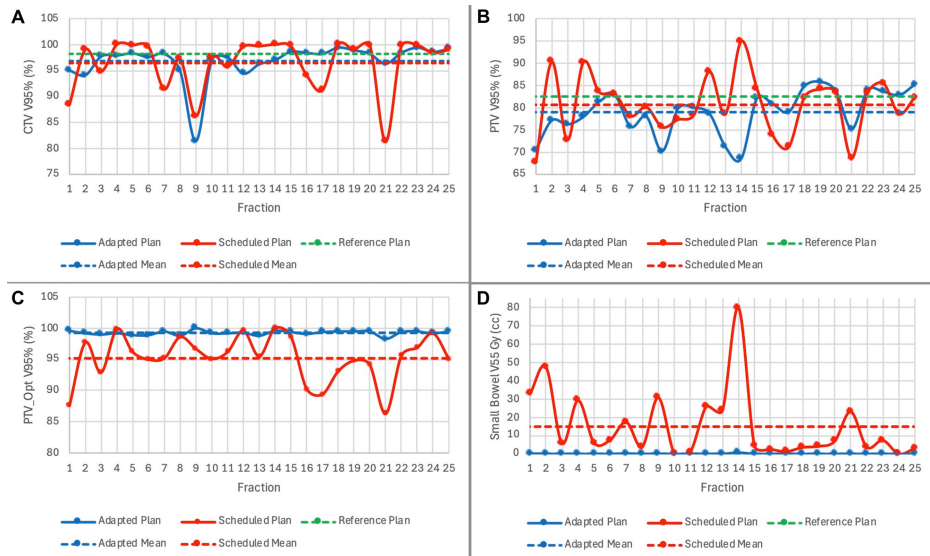 A
CTV V95% (%)
105
100
95
90
85
80
75
1 2 3 4 5 6 7 8 9 10 11 12 13 14 15 16 17 18 19 20 21 22 23 24 25
Fraction
Adapted Plan Scheduled Plan Reference Plan
Adapted Mean Scheduled Mean
B
PTV V95% (%)
100
95
90
85
80
75
70
65
1 2 3 4 5 6 7 8 9 10 11 12 13 14 15 16 17 18 19 20 21 22 23 24 25
Fraction
Adapted Plan Scheduled Plan Reference Plan
Adapted Mean Scheduled Mean
C
PTV_Opt V95% (%)
105
100
95
90
85
80
1 2 3 4 5 6 7 8 9 10 11 12 13 14 15 16 17 18 19 20 21 22 23 24 25
Fraction
Adapted Plan Scheduled Plan Reference Plan
Adapted Mean Scheduled Mean
D
Small Bowel V55 Gy (cc)
80
70
60
50
40
30
20
10
0
1 2 3 4 5 6 7 8 9 10 11 12 13 14 15 16 17 18 19 20 21 22 23 24 25
Fraction
Adapted Plan Scheduled Plan Reference Plan
Adapted Mean Scheduled Mean